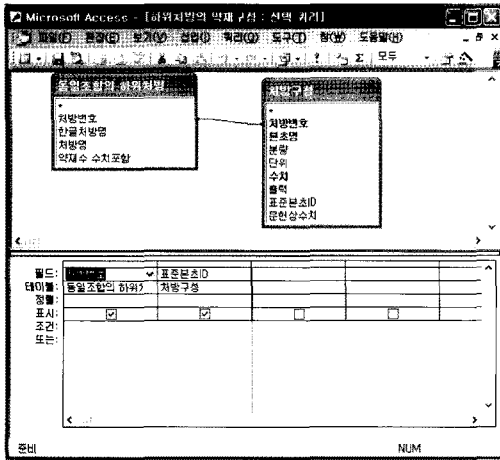 Microsoft Access - [하위처방의 약재구성 : 선택 쿼리]
파일(F) 편집(E) 보기(V) 삽입(I) 쿼리(Q) 도구(T) 창(W) 도움말(H)
Σ 모두
동일조합의 하위처방
*
처방번호
한글처방명
처방명
약재수 수치포함
처방구성
*
처방번호
본초명
분량
단위
수치
출력
표준본초ID
문헌상수치
필드: 표준본초ID
테이블: 동일조합의 하위처 처방구성
정렬:
표시:
조건:
또는:
준비 NUM